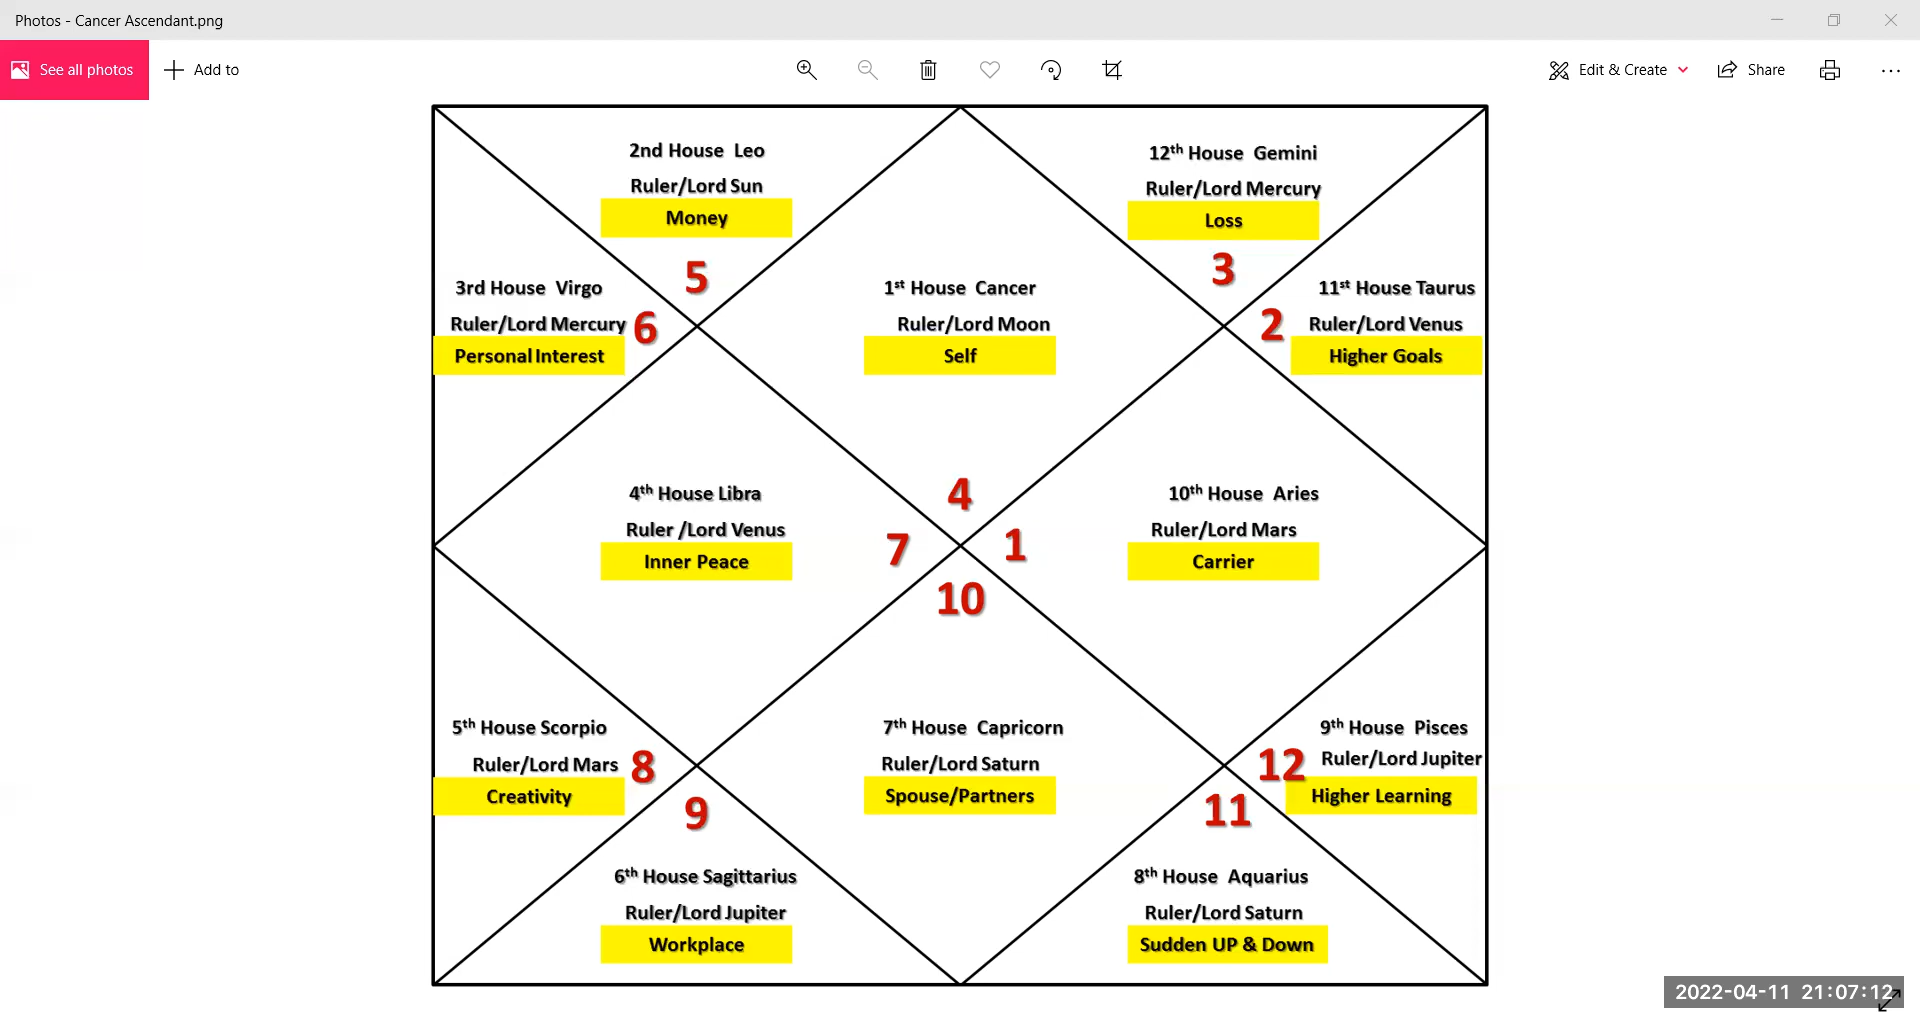 Photos - Cancer Ascendant.png
See all photos
Add to
Edit & Create
Share
2nd House Leo
Ruler/Lord Sun
Money
5
12th House Gemini
Ruler/Lord Mercury
Loss
3
3rd House Virgo
Ruler/Lord Mercury
Personal Interest
6
1st House Cancer
Ruler/Lord Moon
Self
4
11st House Taurus
Ruler/Lord Venus
Higher Goals
2
4th House Libra
Ruler /Lord Venus
Inner Peace
7
10th House Aries
Ruler/Lord Mars
Carrier
1
10
5th House Scorpio
Ruler/Lord Mars
Creativity
8
7th House Capricorn
Ruler/Lord Saturn
Spouse/Partners
9th House Pisces
Ruler/Lord Jupiter
Higher Learning
12
9
6th House Sagittarius
Ruler/Lord Jupiter
Workplace
11
8th House Aquarius
Ruler/Lord Saturn
Sudden UP & Down
2022-04-11 21:07:12